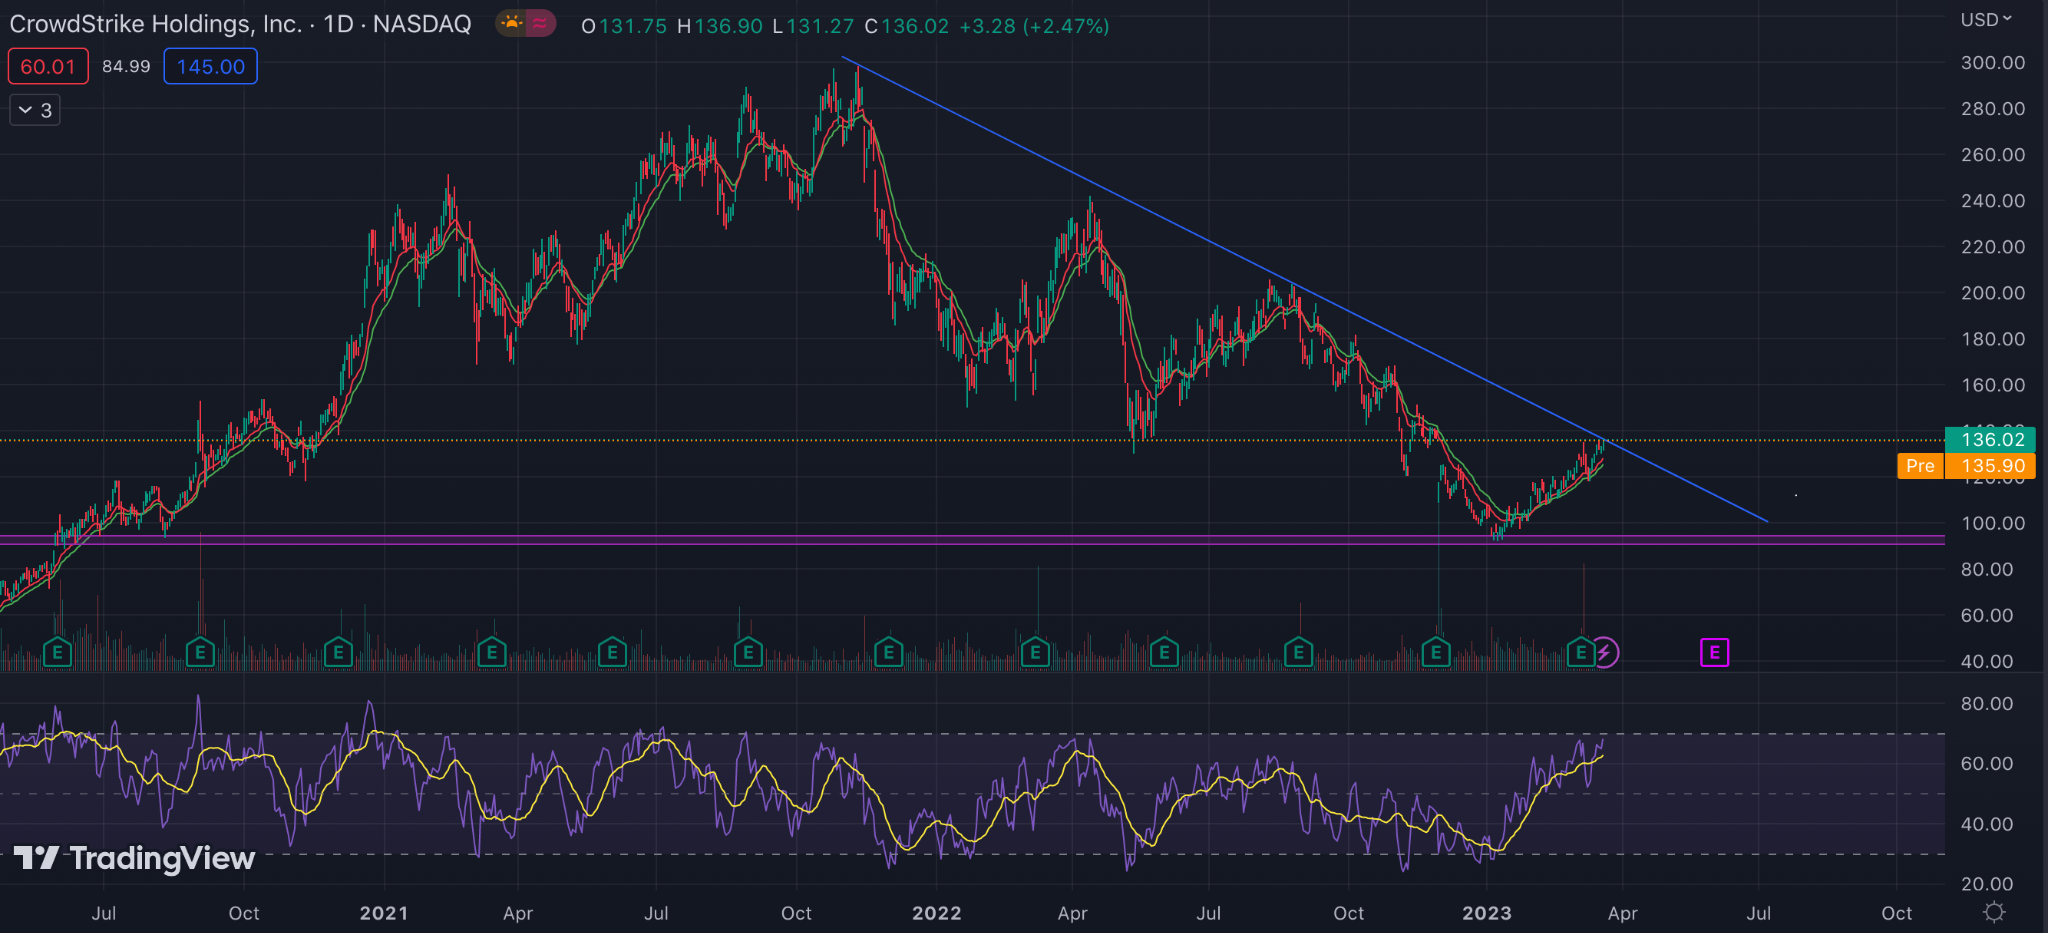 CrowdStrike Holdings, Inc. · 1D · NASDAQ O131.75 H136.90 L131.27 C136.02 +3.28 (+2.47%)
USD
60.01 84.99 145.00
3
300.00
280.00
260.00
240.00
220.00
200.00
180.00
160.00
136.02
Pre 135.90
100.00
80.00
60.00
40.00
E E E E E E E E E E E E E
80.00
60.00
40.00
20.00
TradingView
Jul Oct 2021 Apr Jul Oct 2022 Apr Jul Oct 2023 Apr Jul Oct